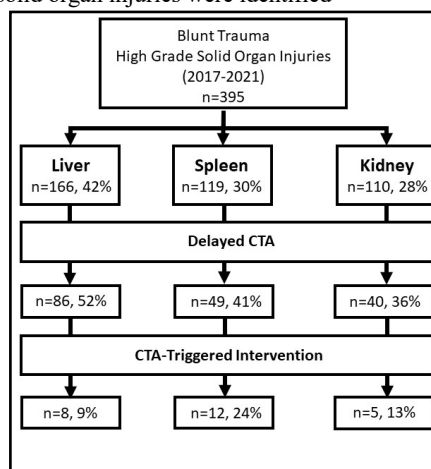 solid organ injuries were identified
Blunt Trauma
High Grade Solid Organ Injuries
(2017-2021)
n=395
Liver
n=166, 42%
Spleen
n=119, 30%
Kidney
n=110, 28%
Delayed CTA
n=86, 52%
n=49, 41%
n=40, 36%
CTA-Triggered Intervention
n=8, 9%
n=12, 24%
n=5, 13%